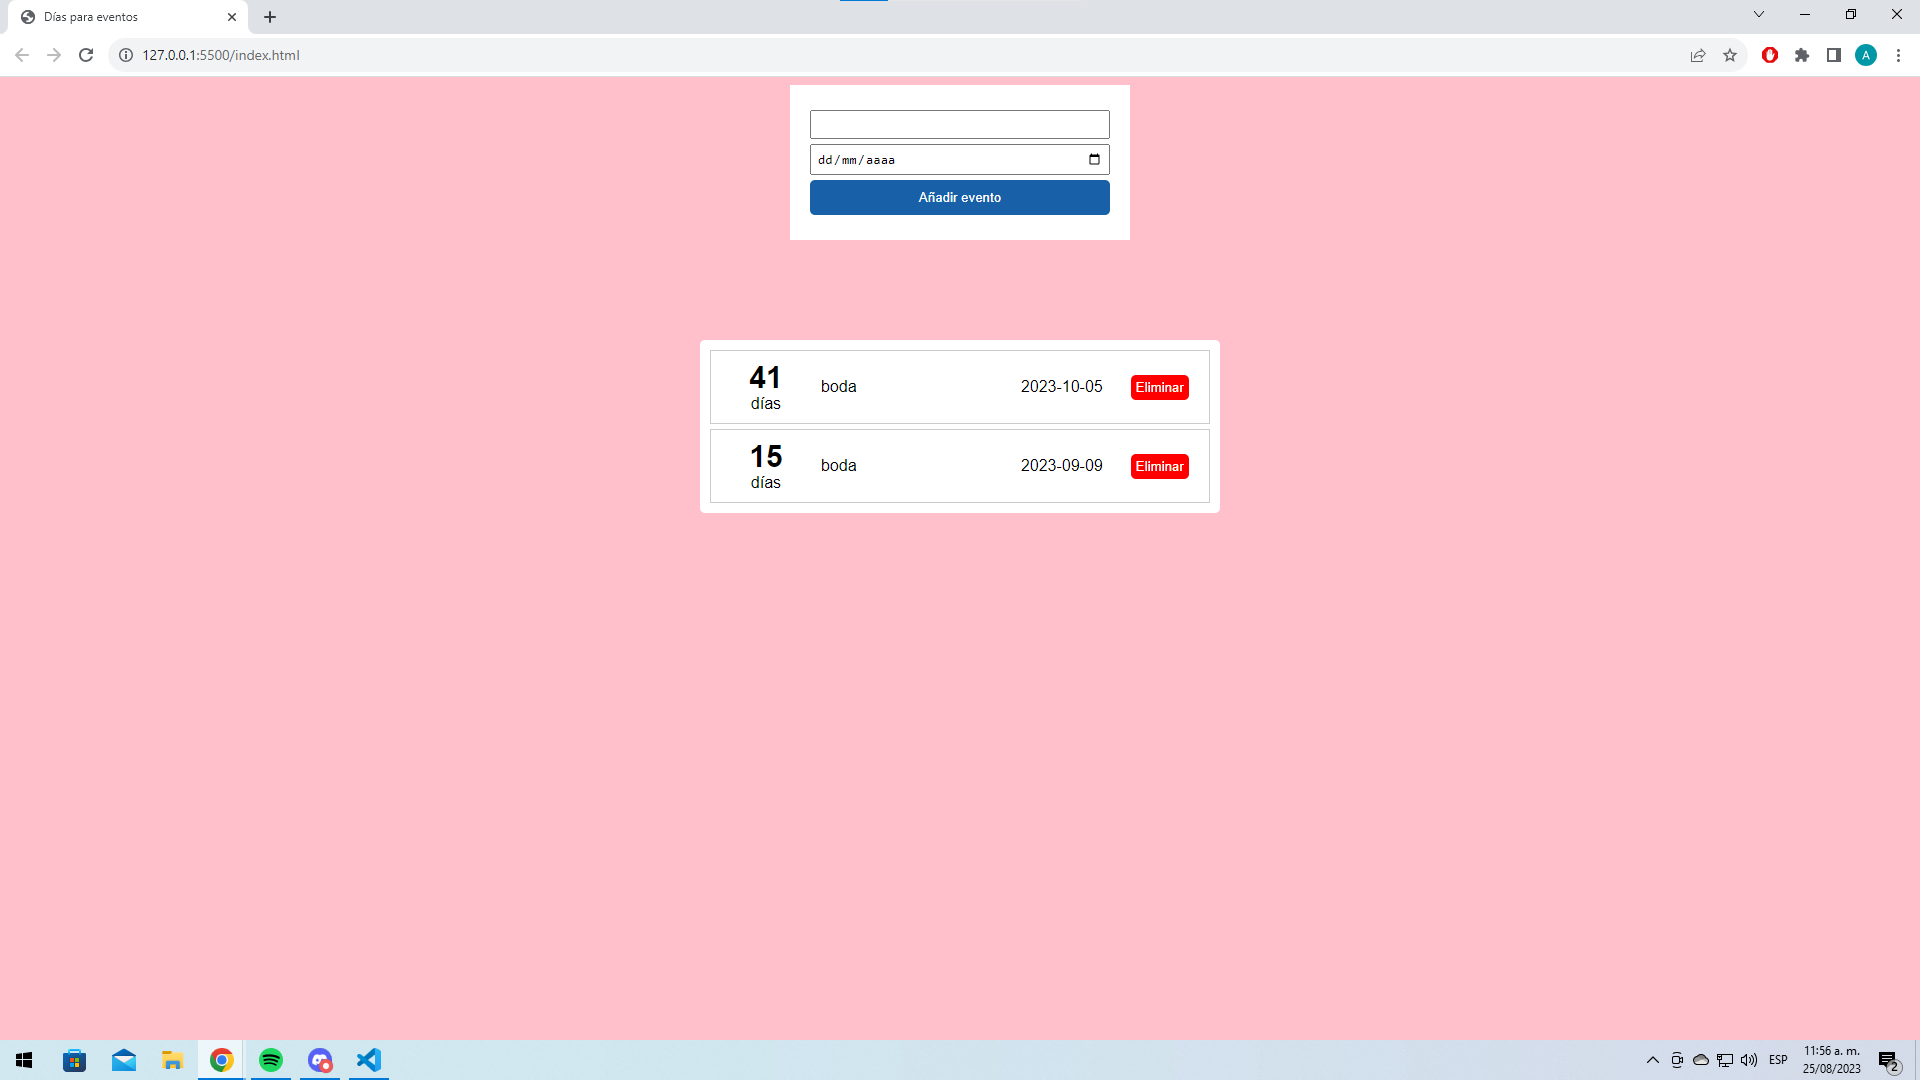 Días para eventos
127.0.0.1:5500/index.html
A
dd/mm/aaaa
Añadir evento
41
días
boda
2023-10-05
Eliminar
15
días
boda
2023-09-09
Eliminar
ESP
11:56 a. m.
25/08/2023
2